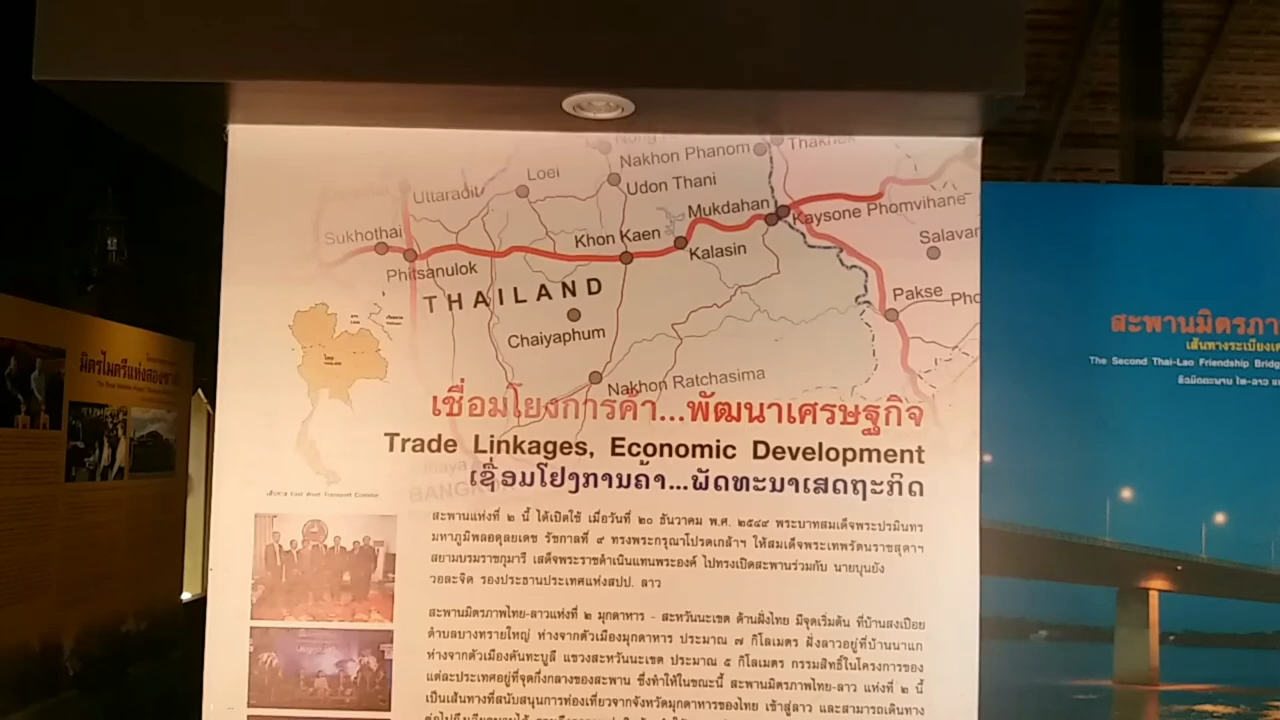 Nakhon Phanom
Thakhek
Loei
Udon Thani
Uttaradit
Mukdahan
Kaysone Phomvihane
Sukhothai
Khon Kaen
Kalasin
Salavan
Phitsanulok
THAILAND
Pakse
Chaiyaphum
Nakhon Ratchasima
BANGKOK
เชื่อมโยงการค้า...พัฒนาเศรษฐกิจ
Trade Linkages, Economic Development
ເຊື່ອມໂຢງການຄ້າ...ພັດທະນາເສດຖະກິດ
เส้นทาง East West Transport Corridor
สะพานแห่งที่ ๒ นี้ ได้เปิดใช้ เมื่อวันที่ ๒๐ ธันวาคม พ.ศ. ๒๕๔๙ พระบาทสมเด็จพระปรมินทร
มหาภูมิพลอดุลยเดช รัชกาลที่ ๙ ทรงพระกรุณาโปรดเกล้าฯ ให้สมเด็จพระเทพรัตนราชสุดาฯ
สยามบรมราชกุมารี เสด็จพระราชดำเนินแทนพระองค์ ไปทรงเปิดสะพานร่วมกับ นายบุนยัง
วอละจิด รองประธานประเทศแห่งสปป. ลาว
สะพานมิตรภาพไทย-ลาวแห่งที่ ๒ มุกดาหาร - สะหวันนะเขต ด้านฝั่งไทย มีจุดเริ่มต้น ที่บ้านสงเปือย
ตำบลบางทรายใหญ่ ห่างจากตัวเมืองมุกดาหาร ประมาณ ๗ กิโลเมตร ฝั่งลาวอยู่ที่บ้านนาแก
ห่างจากตัวเมืองคันทะบูลี แขวงสะหวันนะเขต ประมาณ ๕ กิโลเมตร กรรมสิทธิ์ในโครงการของ
แต่ละประเทศอยู่ที่จุดกึ่งกลางของสะพาน ซึ่งทำให้ในขณะนี้ สะพานมิตรภาพไทย-ลาว แห่งที่ ๒ นี้
เป็นเส้นทางที่สนับสนุนการท่องเที่ยวจากจังหวัดมุกดาหารของไทย เข้าสู่ลาว และสามารถเดินทาง
มิตรไมตรีแห่งสอง
สะพานมิตรภา
เส้นทางระเบียงเศ
The Second Thai-Lao Friendship Bridg